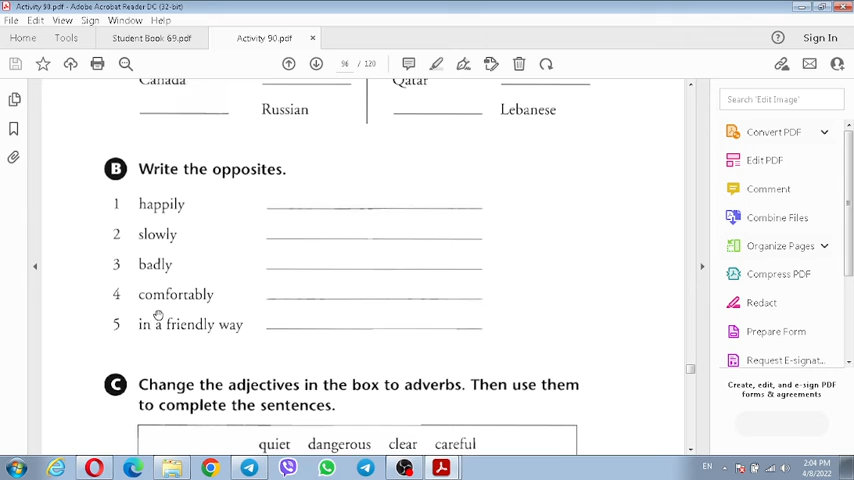 Activity 90.pdf - Adobe Acrobat Reader DC (32-bit)
File Edit View Sign Window Help
Home Tools Student Book 69.pdf Activity 90.pdf × Sign In
96 / 120
Canada Qatar
Russian Lebanese
B Write the opposites.
1 happily
2 slowly
3 badly
4 comfortably
5 in a friendly way
C Change the adjectives in the box to adverbs. Then use them
to complete the sentences.
quiet dangerous clear careful
Search 'Edit Image'
Convert PDF
Edit PDF
Comment
Combine Files
Organize Pages
Compress PDF
Redact
Prepare Form
Request E-signat...
Create, edit, and e-sign PDF
forms & agreements
EN 2:04 PM
4/8/2022